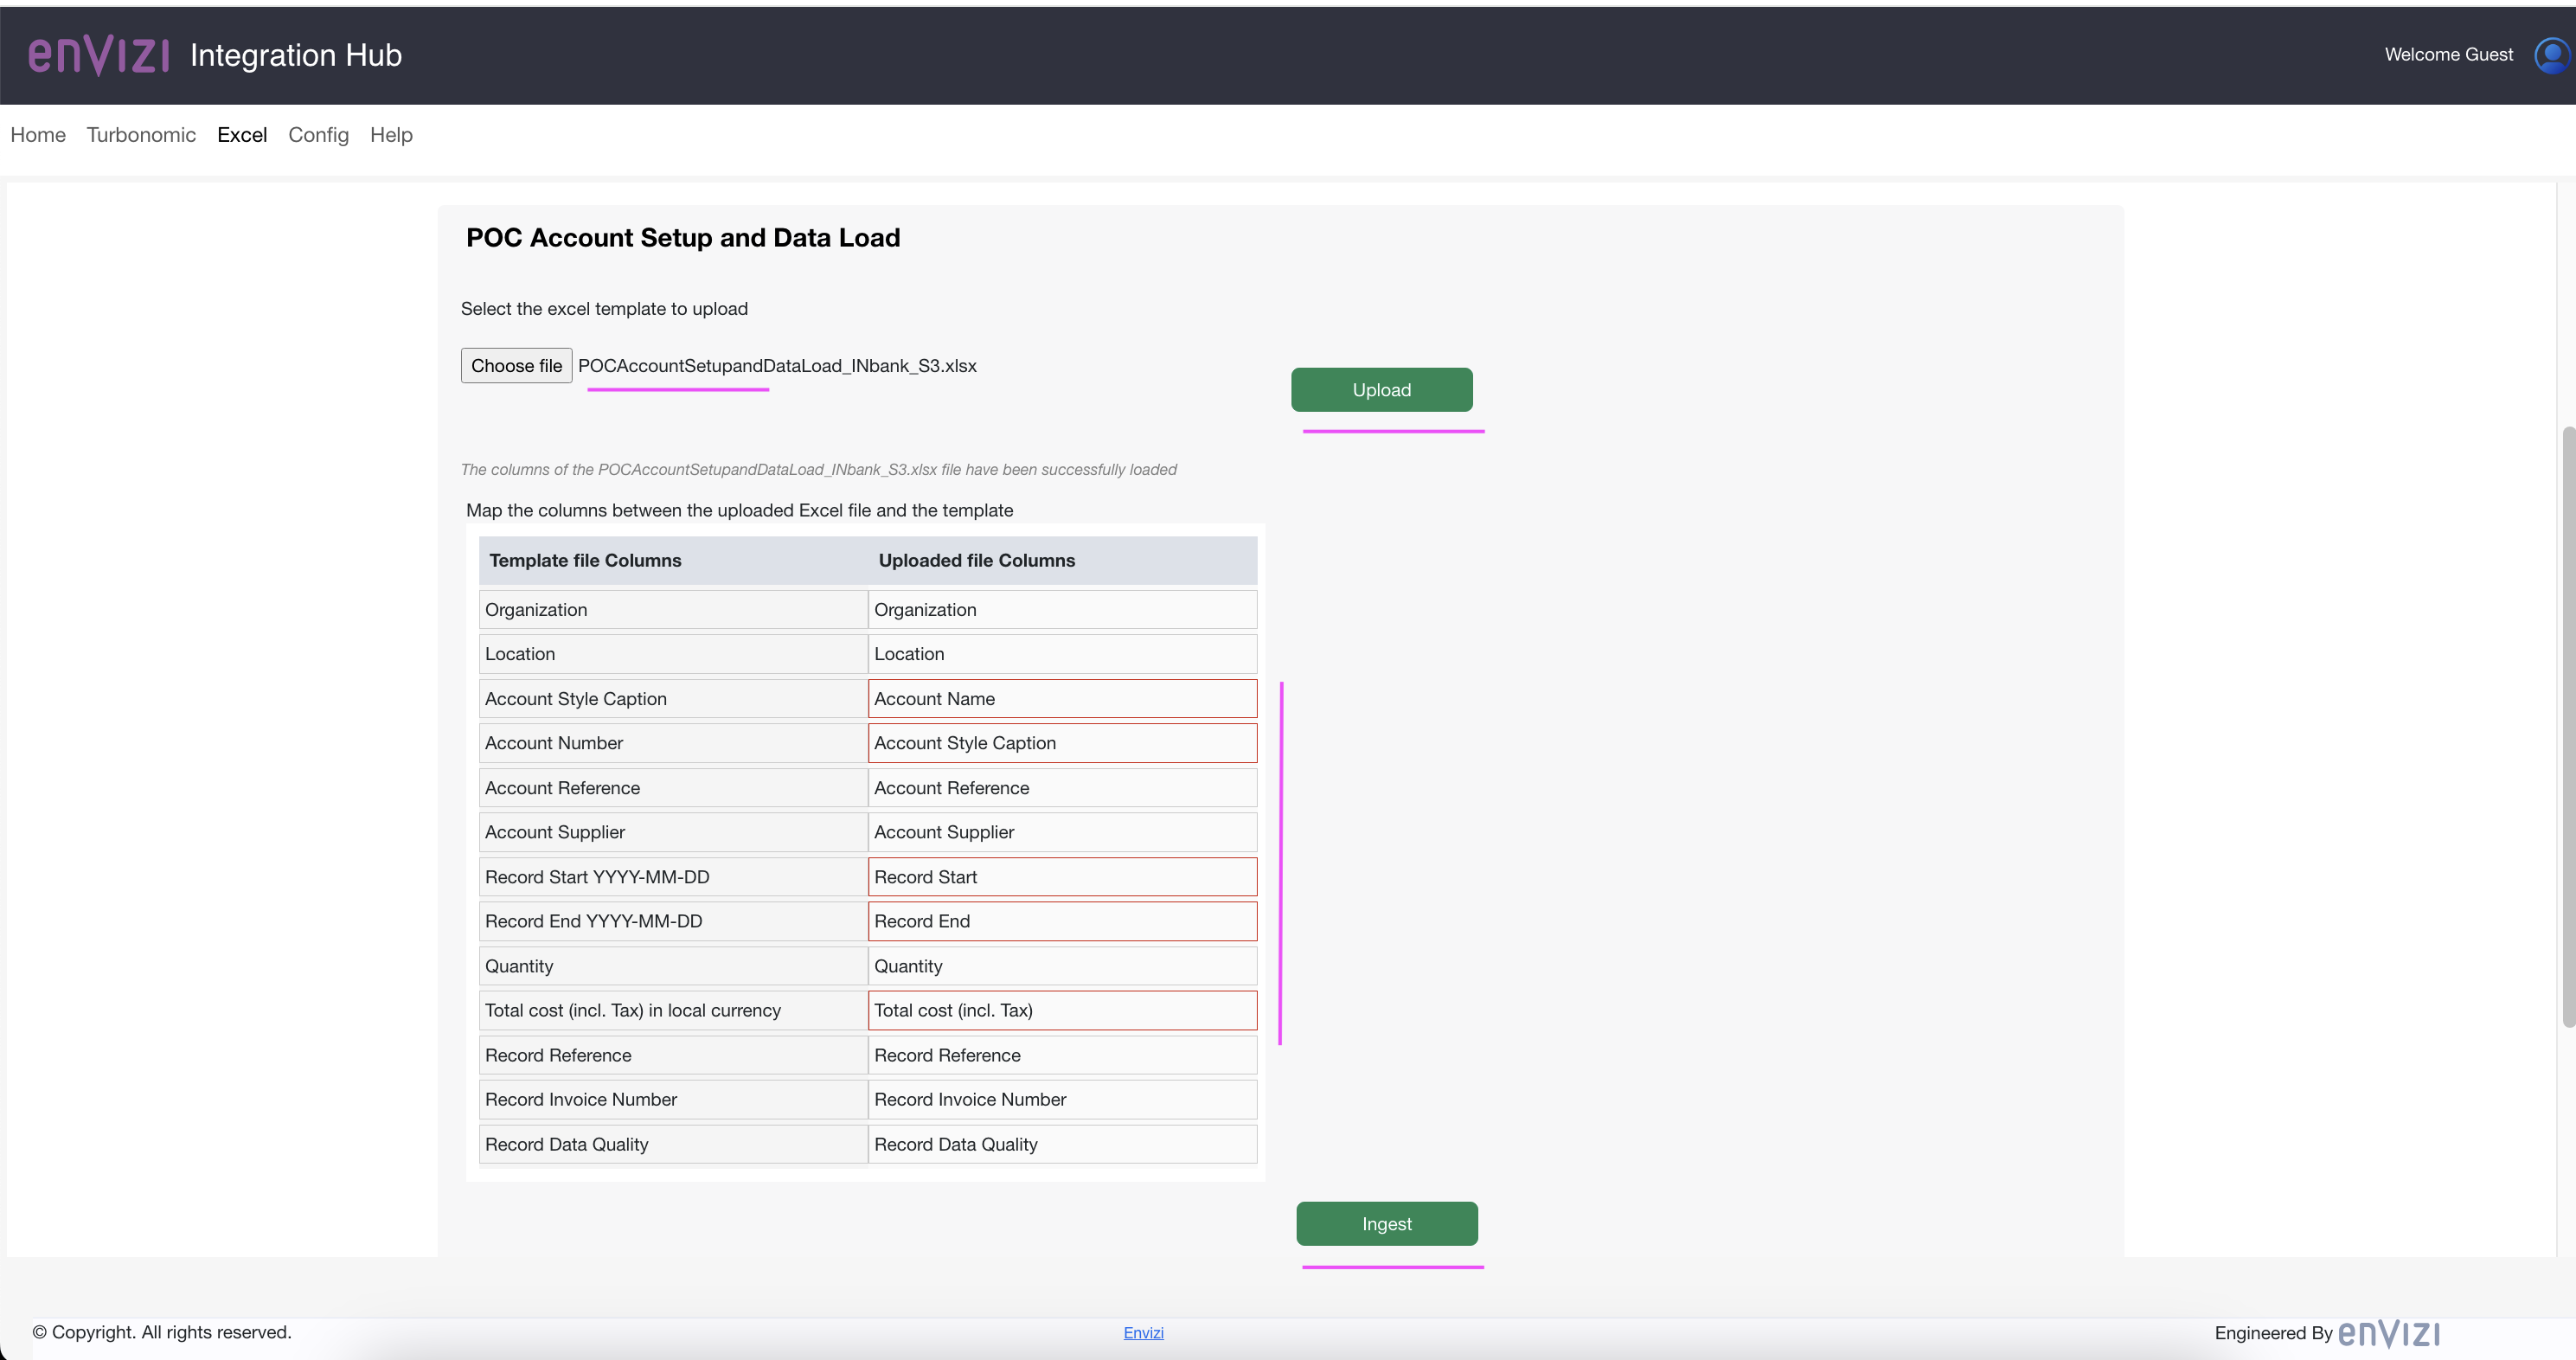 enVIZI Integration Hub
Welcome Guest
Home Turbonomic Excel Config Help
POC Account Setup and Data Load
Select the excel template to upload
Choose file POCAccountSetupandDataLoad_INbank_S3.xlsx
Upload
The columns of the POCAccountSetupandDataLoad_INbank_S3.xlsx file have been successfully loaded
Map the columns between the uploaded Excel file and the template
Template file Columns Uploaded file Columns
Organization Organization
Location Location
Account Style Caption Account Name
Account Number Account Style Caption
Account Reference Account Reference
Account Supplier Account Supplier
Record Start YYYY-MM-DD Record Start
Record End YYYY-MM-DD Record End
Quantity Quantity
Total cost (incl. Tax) in local currency Total cost (incl. Tax)
Record Reference Record Reference
Record Invoice Number Record Invoice Number
Record Data Quality Record Data Quality
Ingest
© Copyright. All rights reserved.
Envizi
Engineered By enVIZI